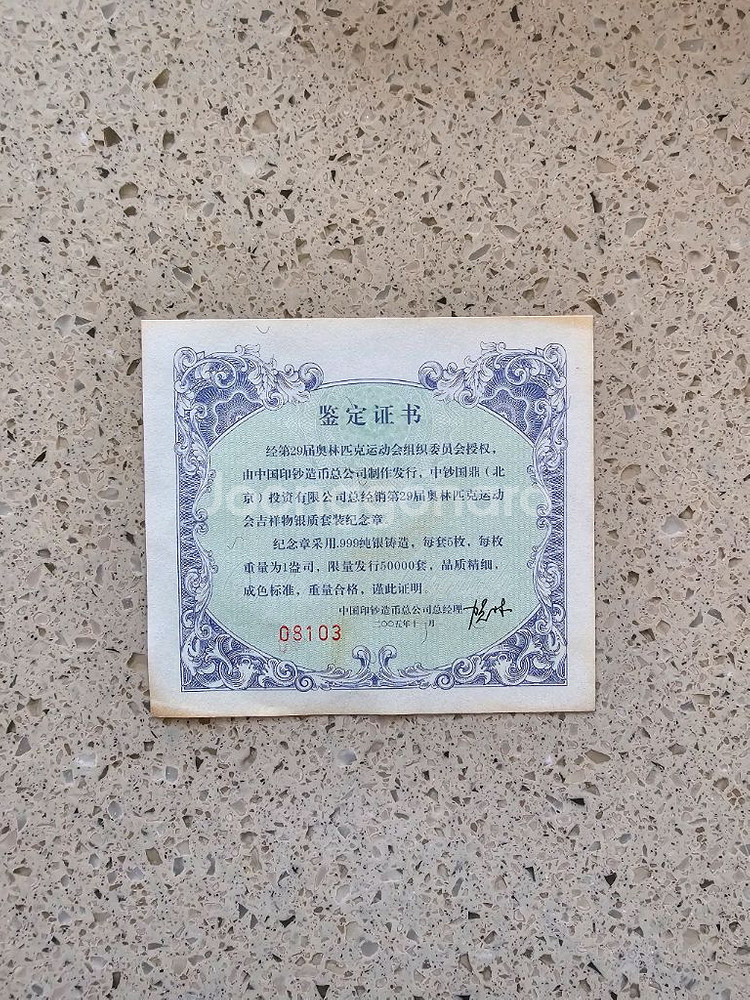 鉴定证书
经第29届奥林匹克运动会组织委员会授权，
由中国印钞造币总公司制作发行，中钞国鼎（北
京）投资有限公司总经销第29届奥林匹克运动
会吉祥物银质套装纪念章。
纪念章采用.999纯银铸造，每套5枚，每枚
重量为1盎司，限量发行50000套，品质精细，
成色标准，重量合格，谨此证明。
中国印钞造币总公司总经理
二〇〇五年十一月
08103